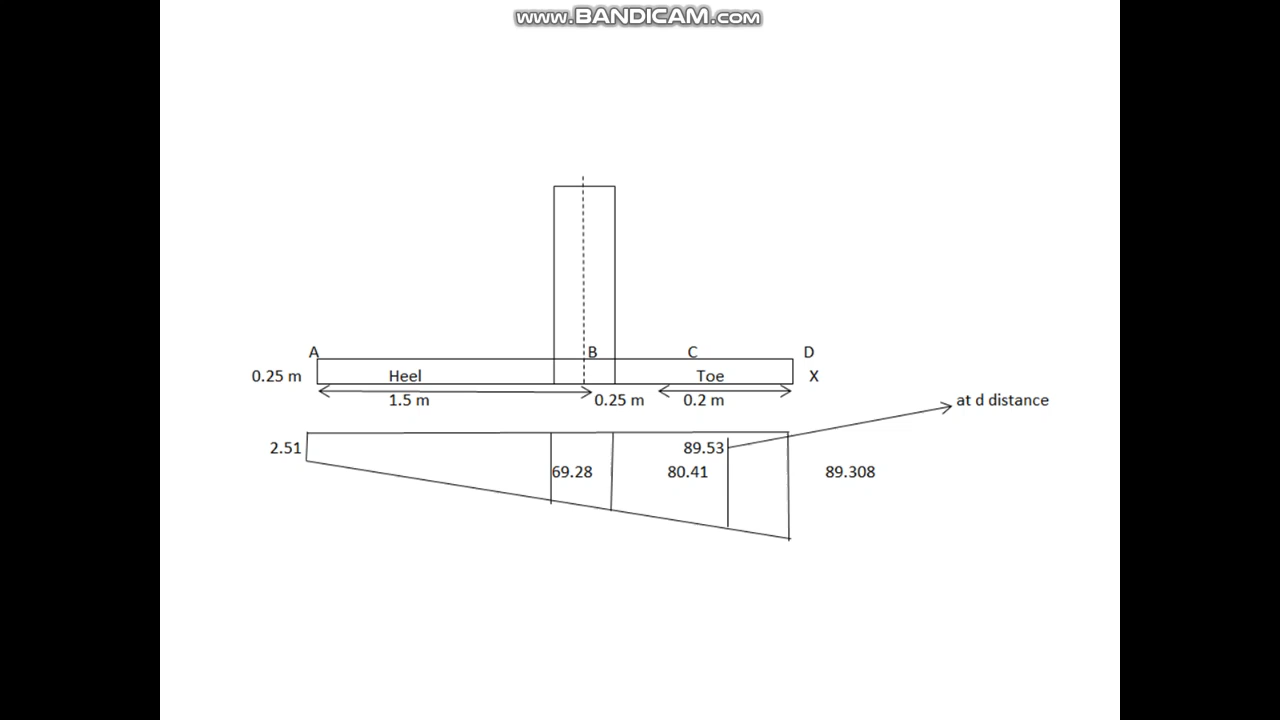 www.BANDICAM.com
A B C D
0.25 m Heel Toe X
1.5 m 0.25 m 0.2 m at d distance
2.51 89.53
69.28 80.41 89.308